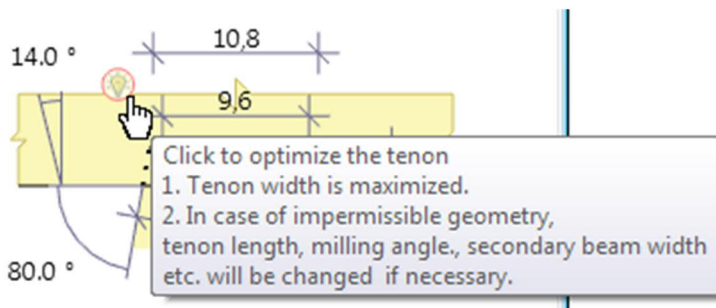 10,8
14.0 °
9,6
Click to optimize the tenon
1. Tenon width is maximized.
2. In case of impermissible geometry,
tenon length, milling angle., secondary beam width
etc. will be changed if necessary.
80.0 °